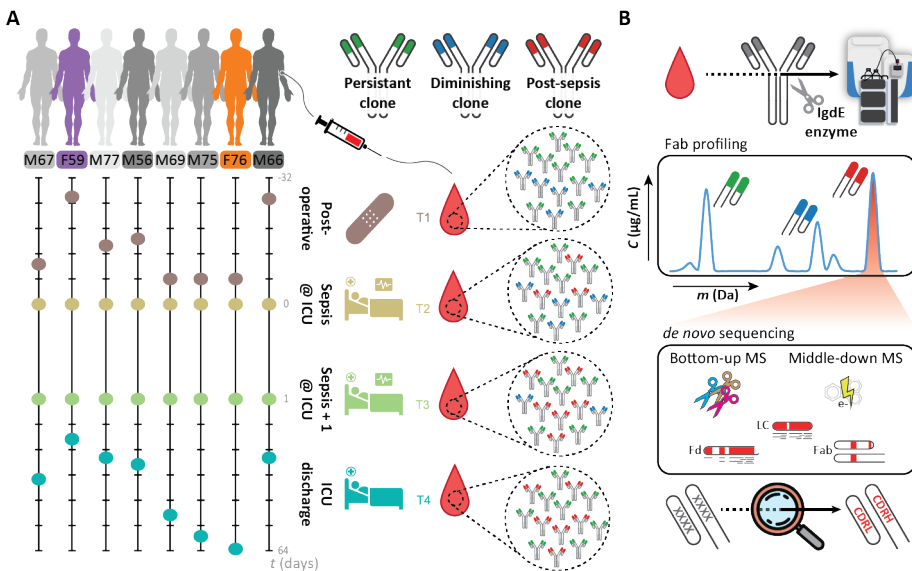 A
Persistant
clone
Diminishing
clone
Post-sepsis
clone
M67
F59
M77
M56
M69
M75
F76
M66
-32
Post-
operative
T1
0
Sepsis
@ ICU
T2
1
Sepsis + 1
@ ICU
T3
ICU
discharge
T4
64
t (days)
B
IgdE
enzyme
Fab profiling
C (µg/mL)
m (Da)
de novo sequencing
Bottom-up MS
Middle-down MS
e-
LC
Fd
Fab
XXXX
XXXX
CDRL
CDRH